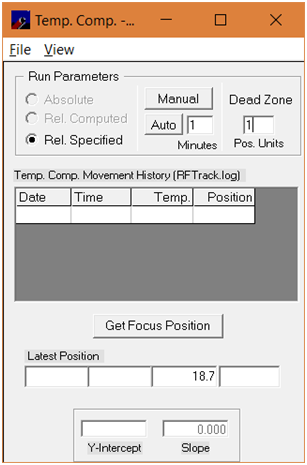 Temp. Comp. -...
File View
Run Parameters
Absolute
Rel. Computed
Rel. Specified
Manual
Auto 1
Minutes
Dead Zone
1
Pos. Units
Temp. Comp. Movement History (RFTrack.log)
Date Time Temp. Position
Get Focus Position
Latest Position
18.7
0.000
Y-Intercept Slope